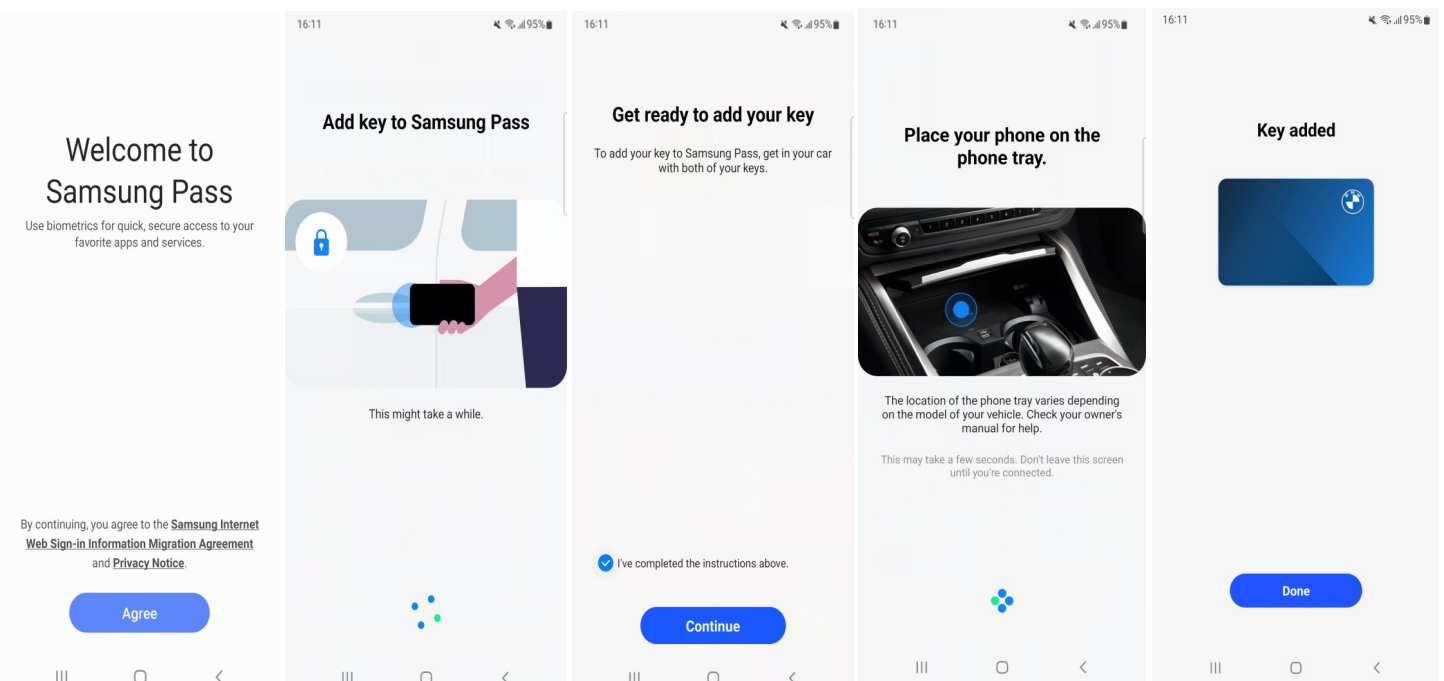 Welcome to
Samsung Pass
Use biometrics for quick, secure access to your
favorite apps and services.
By continuing, you agree to the Samsung Internet
Web Sign-in Information Migration Agreement
and Privacy Notice.
Agree
16:11
95%
Add key to Samsung Pass
This might take a while.
16:11
95%
Get ready to add your key
To add your key to Samsung Pass, get in your car
with both of your keys.
I've completed the instructions above.
Continue
16:11
95%
Place your phone on the
phone tray.
The location of the phone tray varies depending
on the model of your vehicle. Check your owner's
manual for help.
This may take a few seconds. Don't leave this screen
until you're connected.
16:11
95%
Key added
Done